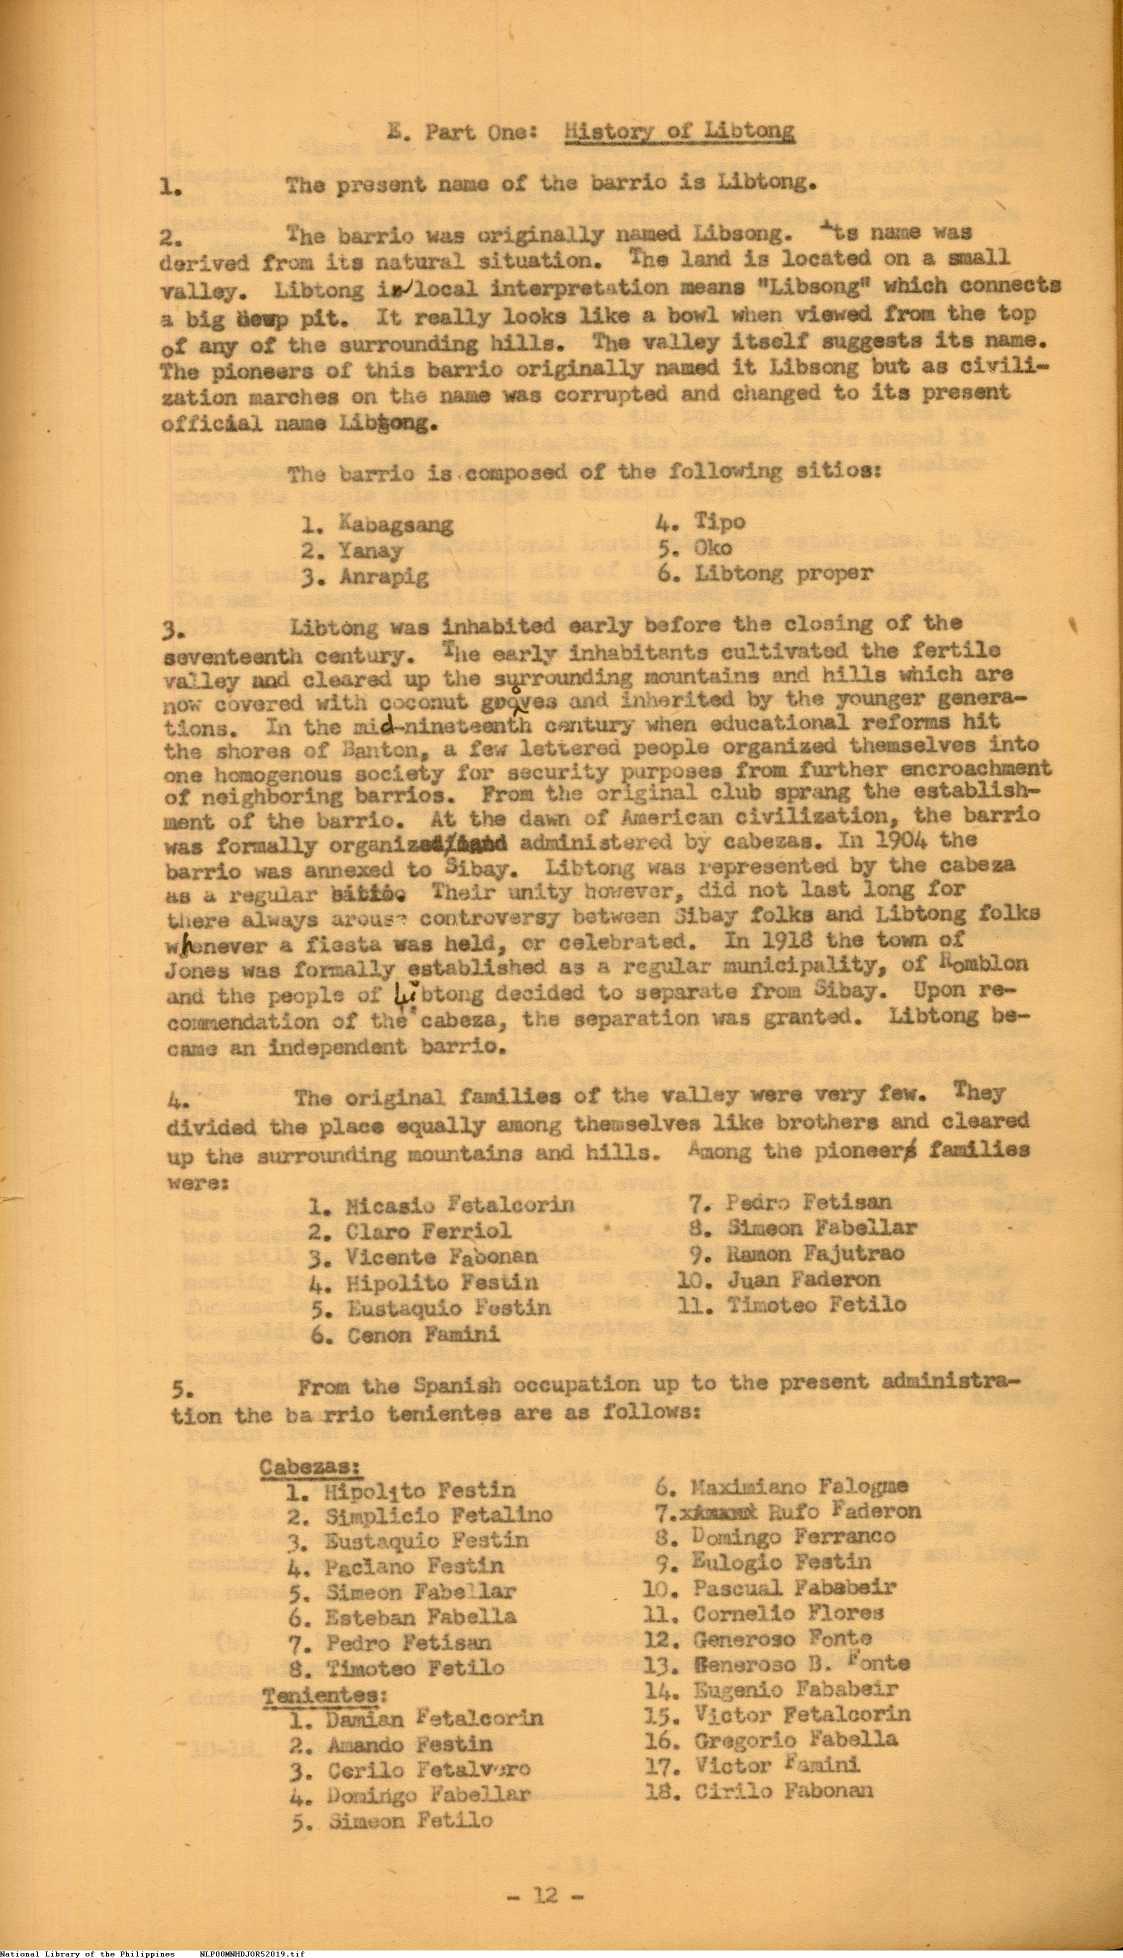 E. Part One: History of Libtong
1. The present name of the barrio is Libtong.
2. The barrio was originally named Libsong. Its name was
derived from its natural situation. The land is located on a small
valley. Libtong in local interpretation means "Libsong" which connects
a big deep pit. It really looks like a bowl when viewed from the top
of any of the surrounding hills. The valley itself suggests its name.
The pioneers of this barrio originally named it Libsong but as civili-
zation marches on the name was corrupted and changed to its present
official name Libtong.
The barrio is composed of the following sitios:
1. Kabagsang 4. Tipo
2. Yanay 5. Oko
3. Anrapig 6. Libtong proper
3. Libtong was inhabited early before the closing of the
seventeenth century. The early inhabitants cultivated the fertile
valley and cleared up the surrounding mountains and hills which are
now covered with coconut groves and inherited by the younger genera-
tions. In the mid-nineteenth century when educational reforms hit
the shores of Banton, a few lettered people organized themselves into
one homogenous society for security purposes from further encroachment
of neighboring barrios. From the original club sprang the establish-
ment of the barrio. At the dawn of American civilization, the barrio
was formally organized/and administered by cabezas. In 1904 the
barrio was annexed to Sibay. Libtong was represented by the cabeza
as a regular sitio. Their unity however, did not last long for
there always arouse controversy between Sibay folks and Libtong folks
whenever a fiesta was held, or celebrated. In 1918 the town of
Jones was formally established as a regular municipality, of Romblon
and the people of Libtong decided to separate from Sibay. Upon re-
commendation of the cabeza, the separation was granted. Libtong be-
came an independent barrio.
4. The original families of the valley were very few. They
divided the place equally among themselves like brothers and cleared
up the surrounding mountains and hills. Among the pioneer families
were:
1. Micasio Fetalcorin 7. Pedro Fetisan
2. Claro Ferriol 8. Simeon Fabellar
3. Vicente Fabonan 9. Ramon Fajutrao
4. Hipolito Festin 10. Juan Faderon
5. Eustaquio Festin 11. Timoteo Fetilo
6. Cenon Famini
5. From the Spanish occupation up to the present administra-
tion the ba rrio tenientes are as follows:
Cabezas:
1. Hipolito Festin
2. Simplicio Fetalino
3. Eustaquio Festin
4. Paciano Festin
5. Simeon Fabellar
6. Esteban Fabella
7. Pedro Fetisan
8. Timoteo Fetilo
Tenientes:
1. Damian Fetalcorin
2. Amando Festin
3. Cerilo Fetalvero
4. Domingo Fabellar
5. Simeon Fetilo
6. Maximiano Falogme
7. Rufo Faderon
8. Domingo Ferranco
9. Eulogio Festin
10. Pascual Fababeir
11. Cornelio Flores
12. Generoso Fonte
13. Generoso B. Fonte
14. Eugenio Fababeir
15. Victor Fetalcorin
16. Gregorio Fabella
17. Victor Famini
18. Cirilo Fabonan
- 12 -
National Library of the Philippines NLPOOMNHDJOR52019.tif